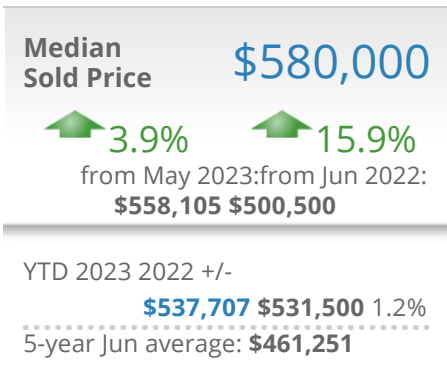 Median
Sold Price
$580,000
3.9%
15.9%
from May 2023:from Jun 2022:
$558,105 $500,500
YTD 2023 2022 +/-
$537,707 $531,500 1.2%
5-year Jun average: $461,251